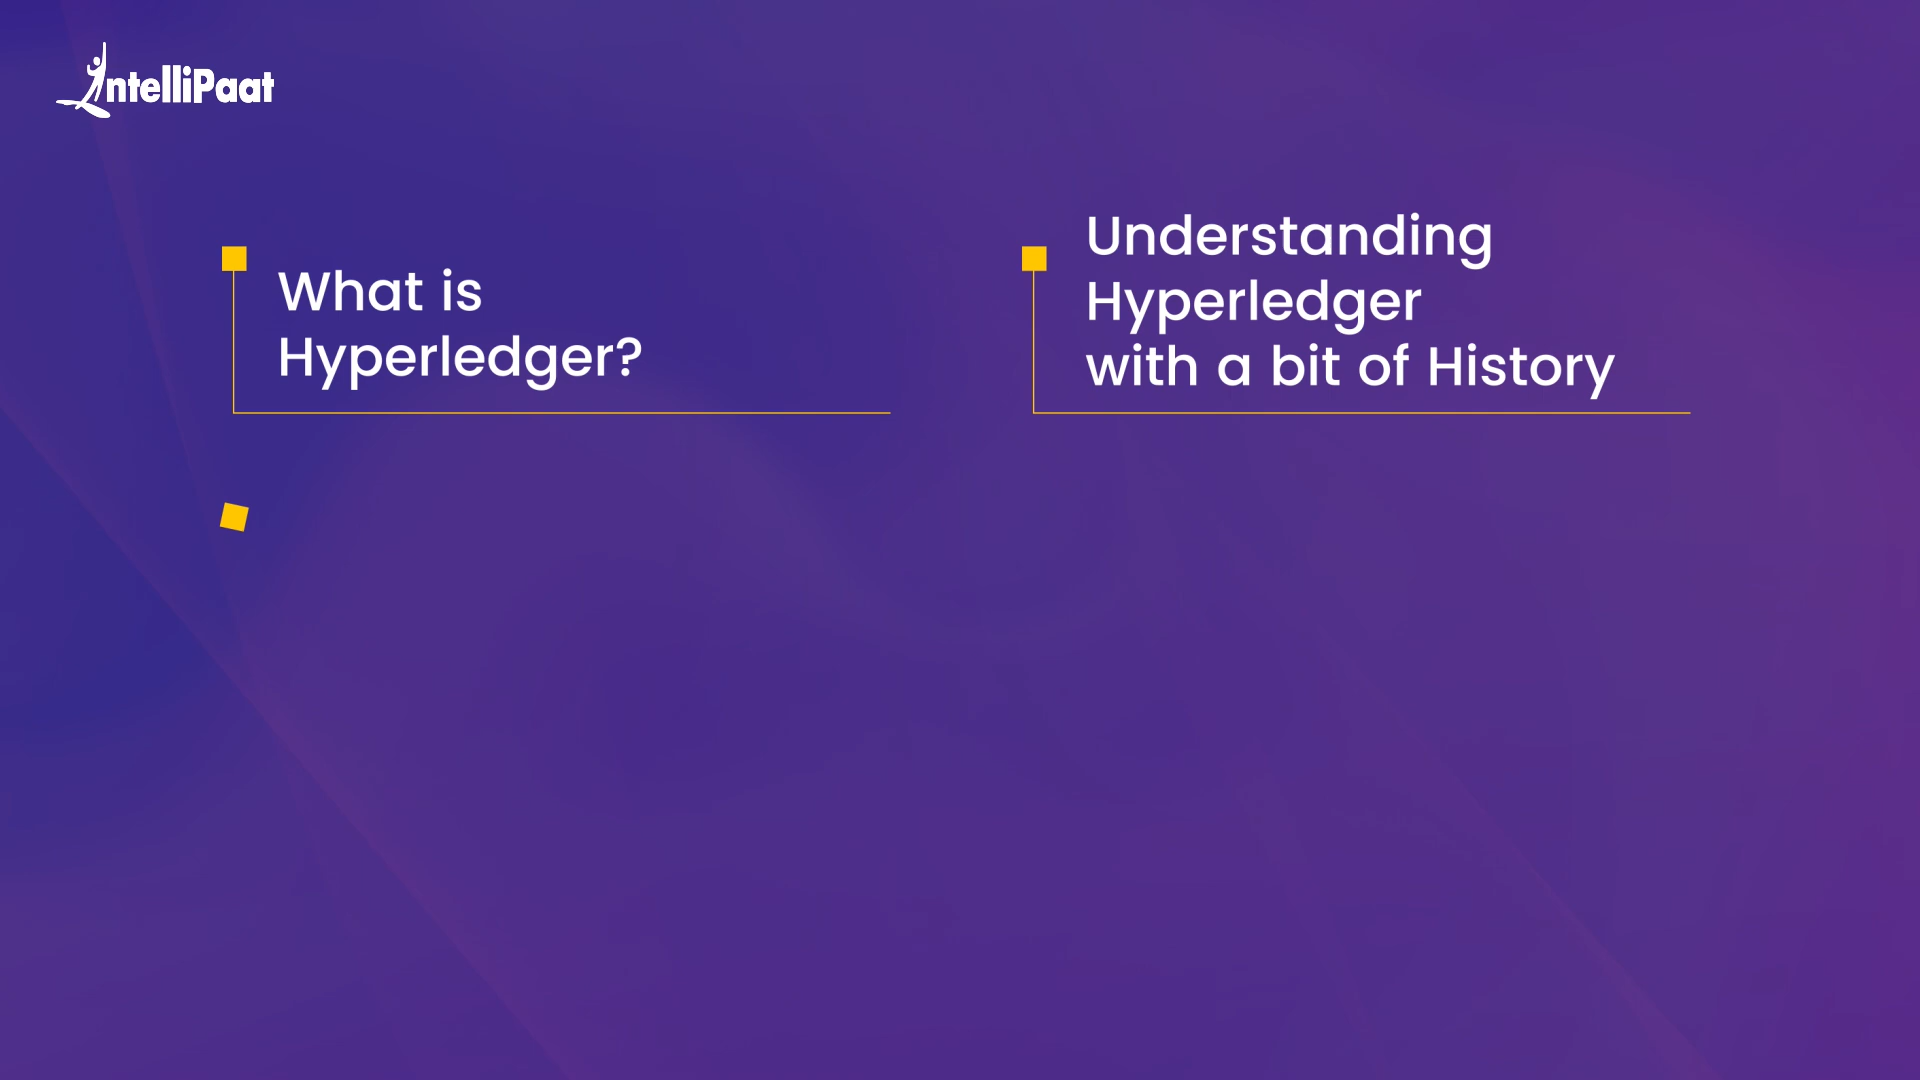 IntelliPaat
What is
Hyperledger?
Understanding
Hyperledger
with a bit of History